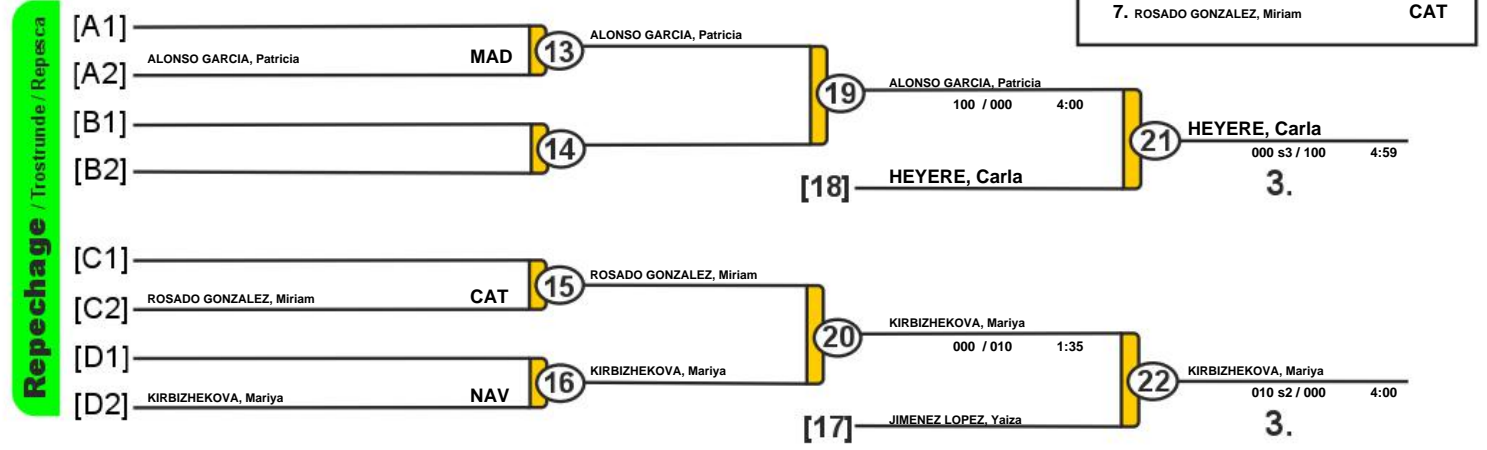 7. ROSADO GONZALEZ, Miriam CAT
Repechage / Trostrunde / Repesca
[A1]
ALONSO GARCIA, Patricia MAD
[A2]
13
ALONSO GARCIA, Patricia
[B1]
[B2]
14
19
ALONSO GARCIA, Patricia
100 / 000 4:00
[18] HEYERE, Carla
21
HEYERE, Carla
000 s3 / 100 4:59
3.
[C1]
ROSADO GONZALEZ, Miriam CAT
[C2]
15
ROSADO GONZALEZ, Miriam
[D1]
KIRBIZHEKOVA, Mariya NAV
[D2]
16
KIRBIZHEKOVA, Mariya
20
KIRBIZHEKOVA, Mariya
000 / 010 1:35
[17] JIMENEZ LOPEZ, Yaiza
22
KIRBIZHEKOVA, Mariya
010 s2 / 000 4:00
3.